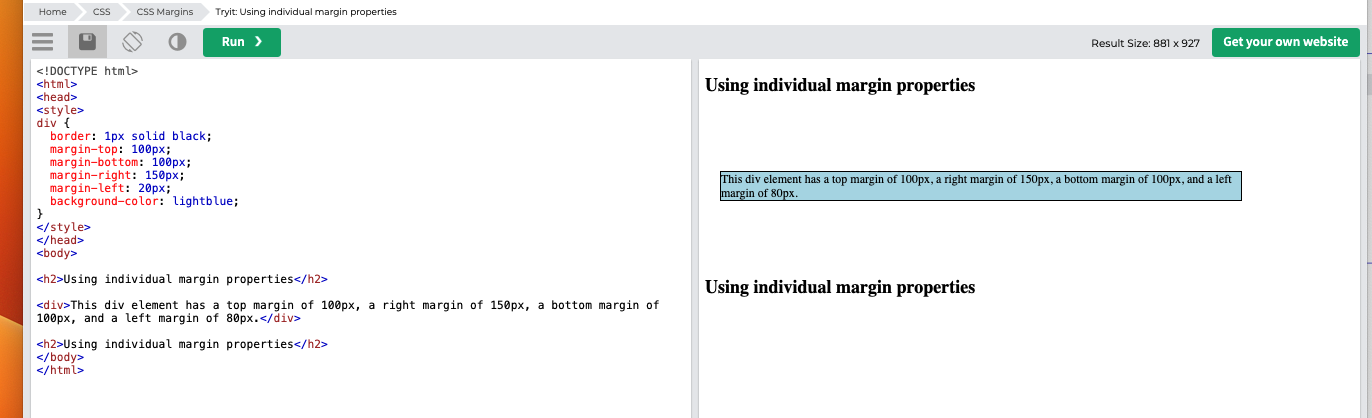 Home CSS CSS Margins Tryit: Using individual margin properties
Run ❯ Result Size: 881 x 927 Get your own website
<!DOCTYPE html>
<html>
<head>
<style>
div {
  border: 1px solid black;
  margin-top: 100px;
  margin-bottom: 100px;
  margin-right: 150px;
  margin-left: 20px;
  background-color: lightblue;
}
</style>
</head>
<body>

<h2>Using individual margin properties</h2>

<div>This div element has a top margin of 100px, a right margin of 150px, a bottom margin of
100px, and a left margin of 80px.</div>

<h2>Using individual margin properties</h2>
</body>
</html>
Using individual margin properties
This div element has a top margin of 100px, a right margin of 150px, a bottom margin of 100px, and a left
margin of 80px.
Using individual margin properties